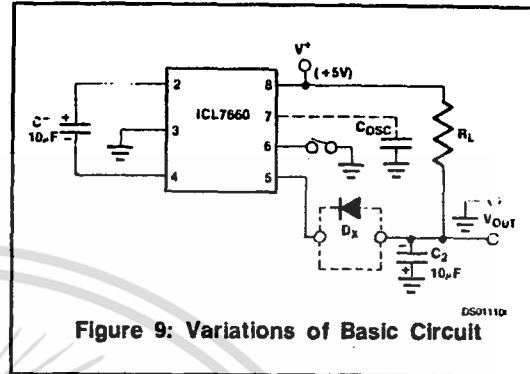 V+
(+5V)
2
8
ICL7660
7
COSC
RL
+
10µF
-
3
6
4
5
DX
VOUT
-
C2
+
10µF
DS01110I
Figure 9: Variations of Basic Circuit